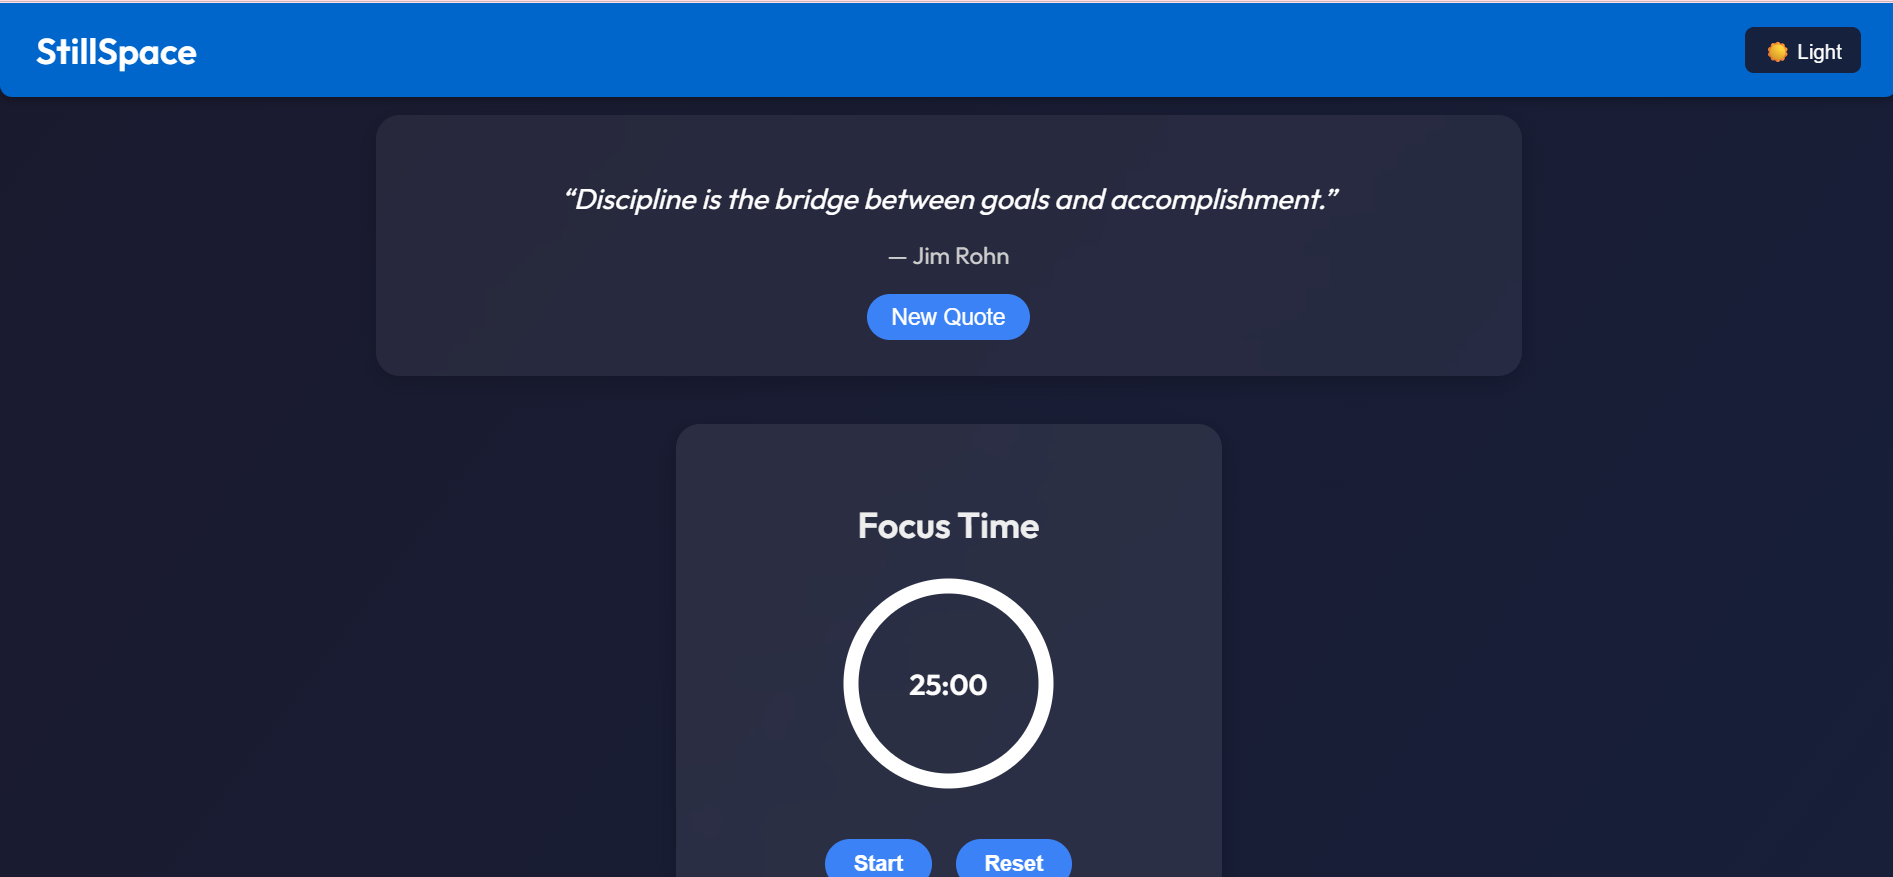 StillSpace
Light
“Discipline is the bridge between goals and accomplishment.”
— Jim Rohn
New Quote
Focus Time
25:00
Start
Reset